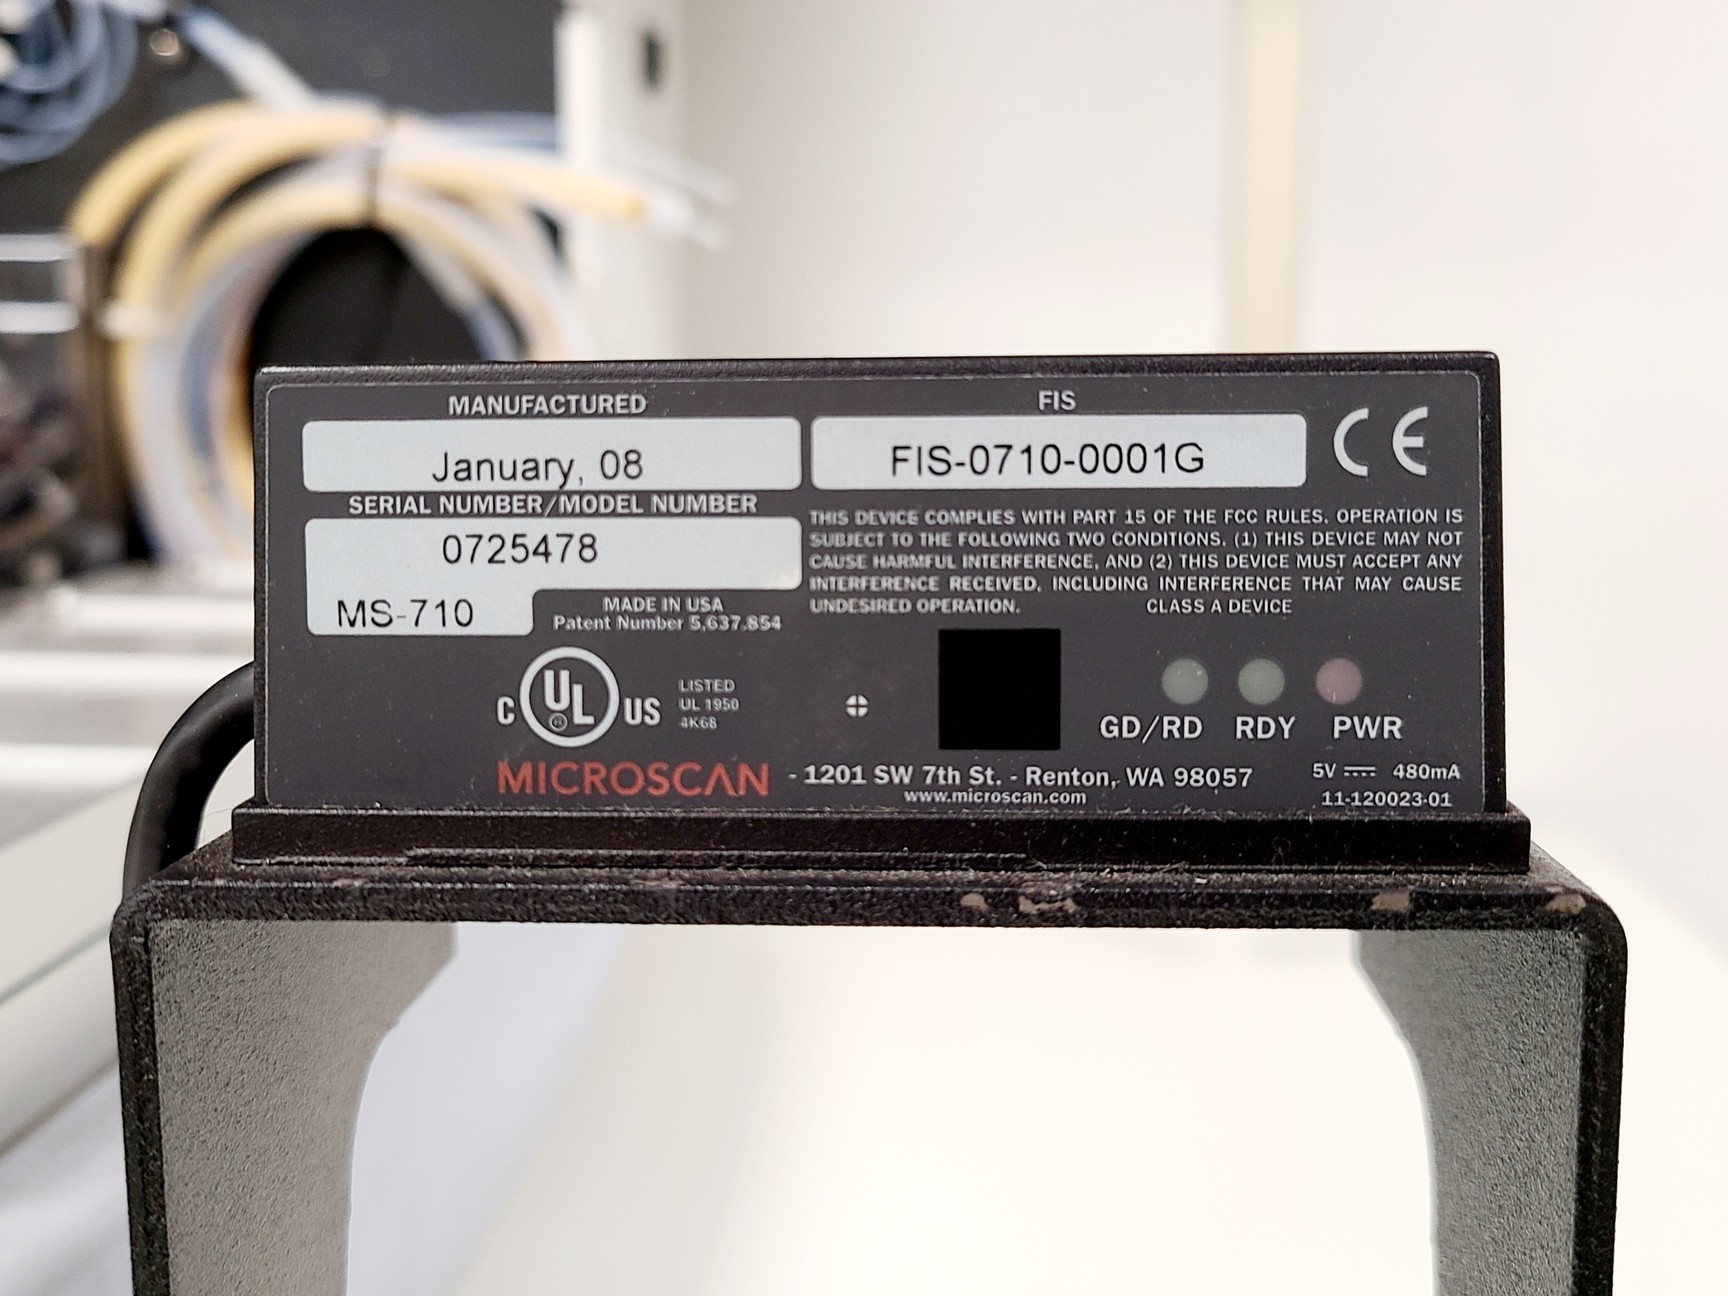 MANUFACTURED
January, 08
SERIAL NUMBER/MODEL NUMBER
0725478
MS-710
MADE IN USA
Patent Number 5,637,854
FIS
FIS-0710-0001G
CE
THIS DEVICE COMPLIES WITH PART 15 OF THE FCC RULES. OPERATION IS
SUBJECT TO THE FOLLOWING TWO CONDITIONS. (1) THIS DEVICE MAY NOT
CAUSE HARMFUL INTERFERENCE, AND (2) THIS DEVICE MUST ACCEPT ANY
INTERFERENCE RECEIVED, INCLUDING INTERFERENCE THAT MAY CAUSE
UNDESIRED OPERATION. CLASS A DEVICE
C UL US
LISTED
UL 1950
4K68
GD/RD RDY PWR
MICROSCAN - 1201 SW 7th St. - Renton, WA 98057
www.microscan.com
5V ⎓ 480mA
11-120023-01